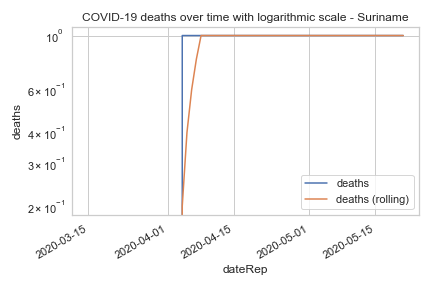 COVID-19 deaths over time with logarithmic scale - Suriname
10⁰
6 × 10⁻¹
4 × 10⁻¹
3 × 10⁻¹
2 × 10⁻¹
deaths
deaths
deaths (rolling)
2020-03-15
2020-04-01
2020-04-15
2020-05-01
2020-05-15
dateRep